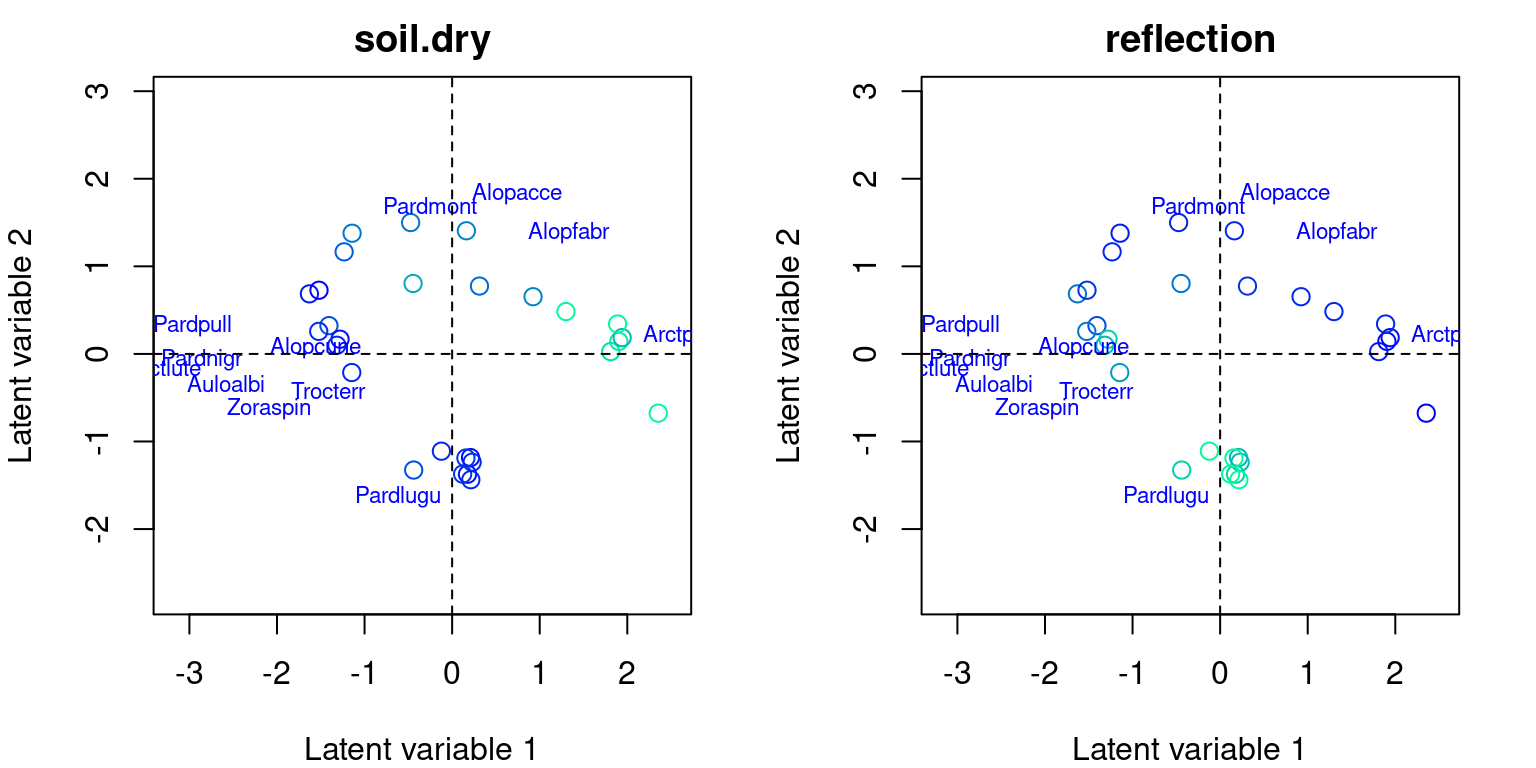 soil.dry
Latent variable 2
3
2
1
0
-1
-2
Alopacce
Pardmont
Alopfabr
Pardpull
Arctp
Alopcune
Pardnigr
ctlute
Auloalbi
Trocterr
Zoraspin
Pardlugu
-3 -2 -1 0 1 2
Latent variable 1
reflection
Latent variable 2
3
2
1
0
-1
-2
Alopacce
Pardmont
Alopfabr
Pardpull
Arctp
Alopcune
Pardnigr
ctlute
Auloalbi
Trocterr
Zoraspin
Pardlugu
-3 -2 -1 0 1 2
Latent variable 1